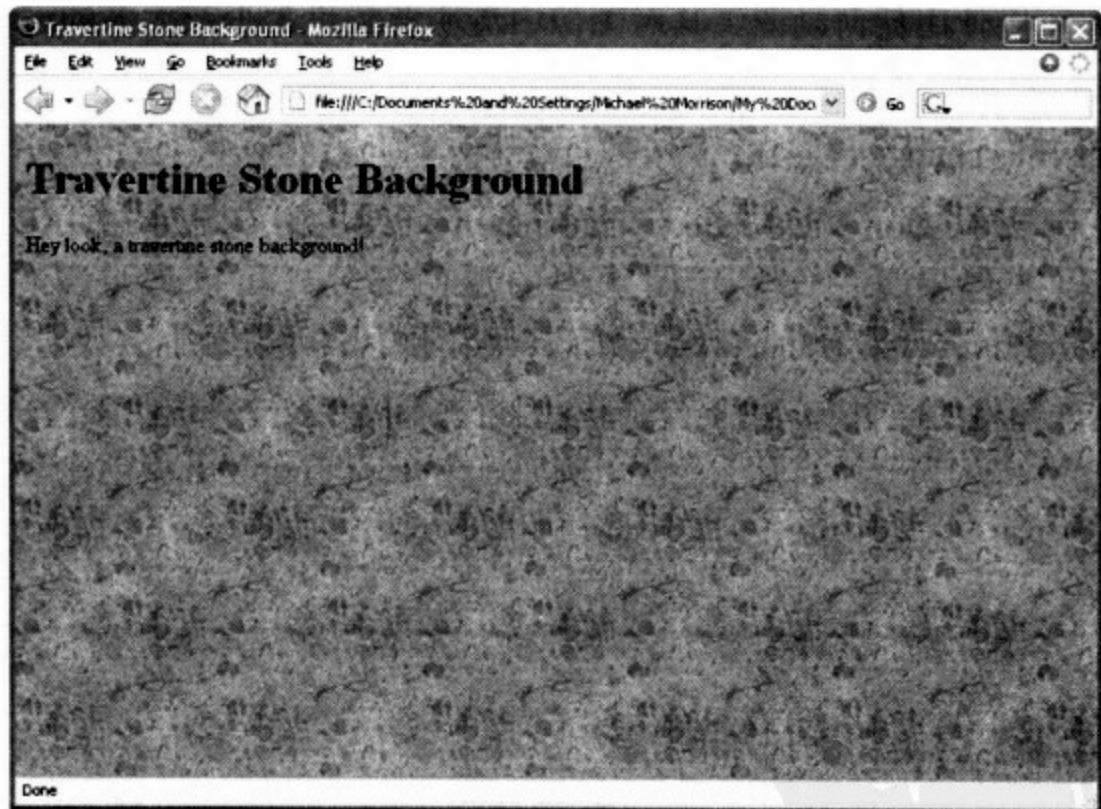 Travertine Stone Background - Mozilla Firefox
File Edit View Go Bookmarks Tools Help
file:///C:/Documents%20and%20Settings/Michael%20Morrison/My%20Doc Go
Travertine Stone Background
Hey look, a travertine stone background!
Done